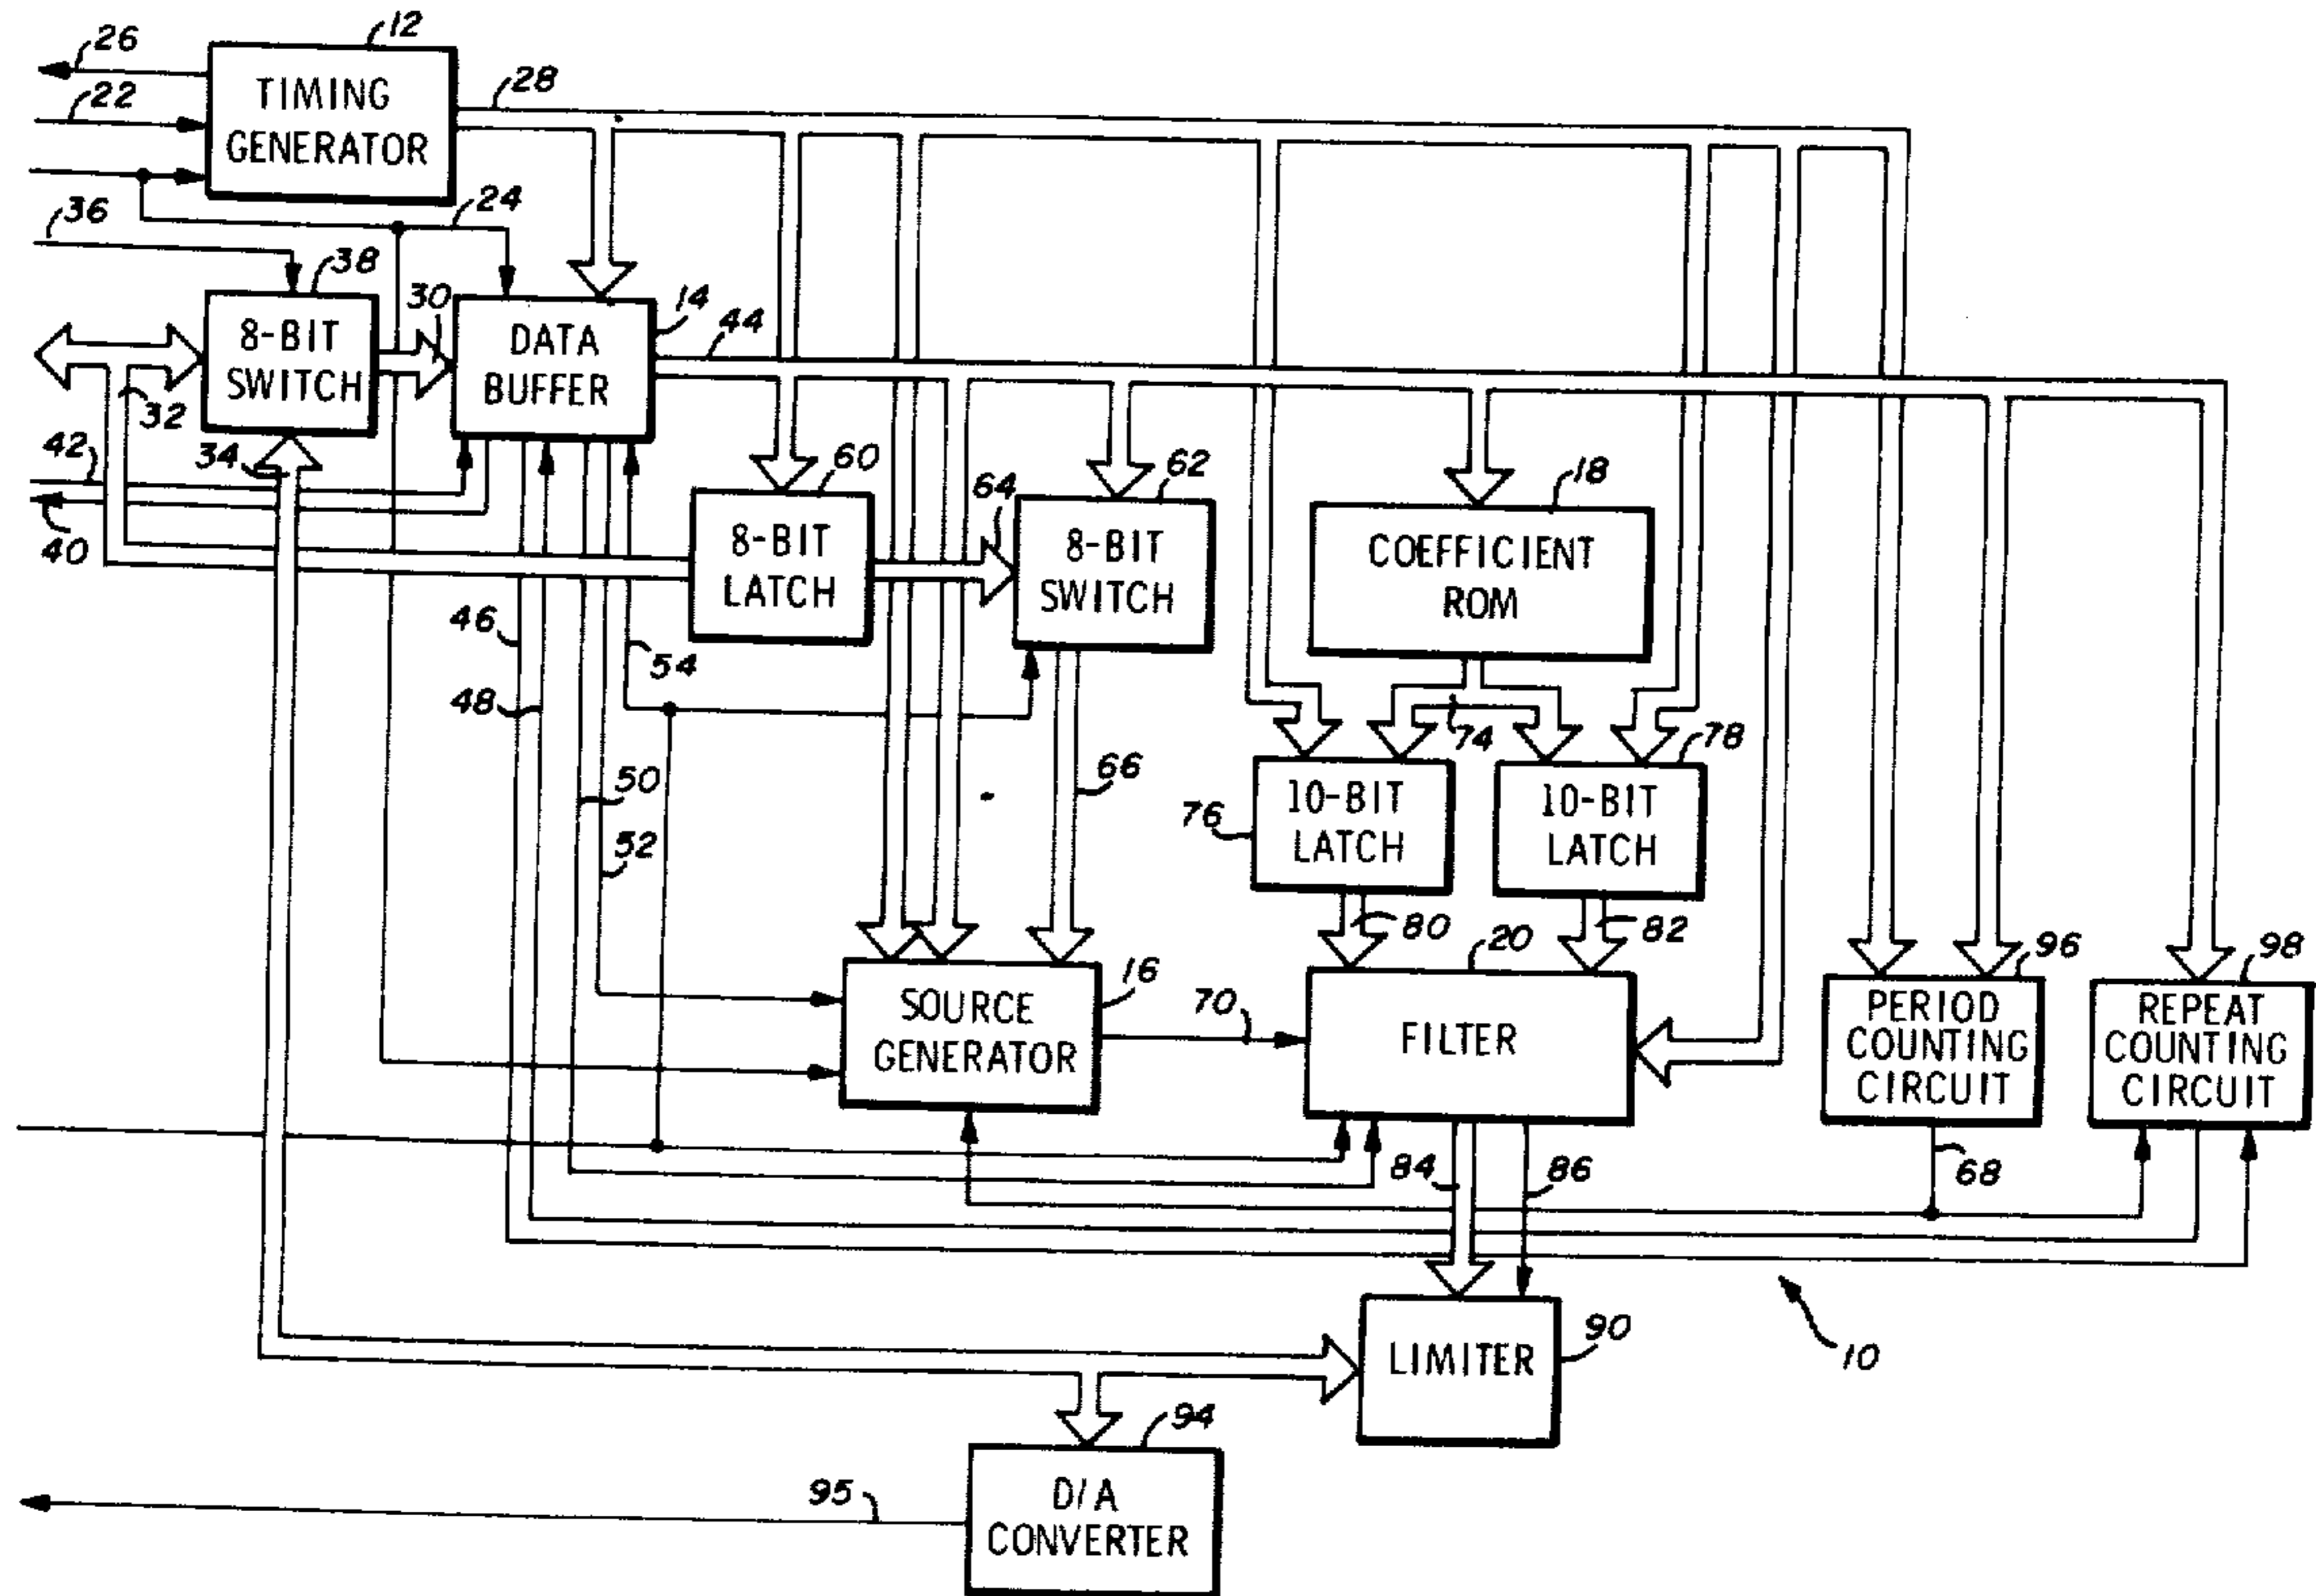 26
12
22
TIMING
GENERATOR
28
24
36
38
8-BIT
SWITCH
30
DATA
BUFFER
14
44
32
34
42
40
60
8-BIT
LATCH
64
62
8-BIT
SWITCH
18
COEFFICIENT
ROM
46
48
54
50
52
66
74
76
10-BIT
LATCH
78
10-BIT
LATCH
80
82
16
SOURCE
GENERATOR
70
20
FILTER
96
PERIOD
COUNTING
CIRCUIT
98
REPEAT
COUNTING
CIRCUIT
84
86
68
LIMITER
90
10
94
D/A
CONVERTER
95